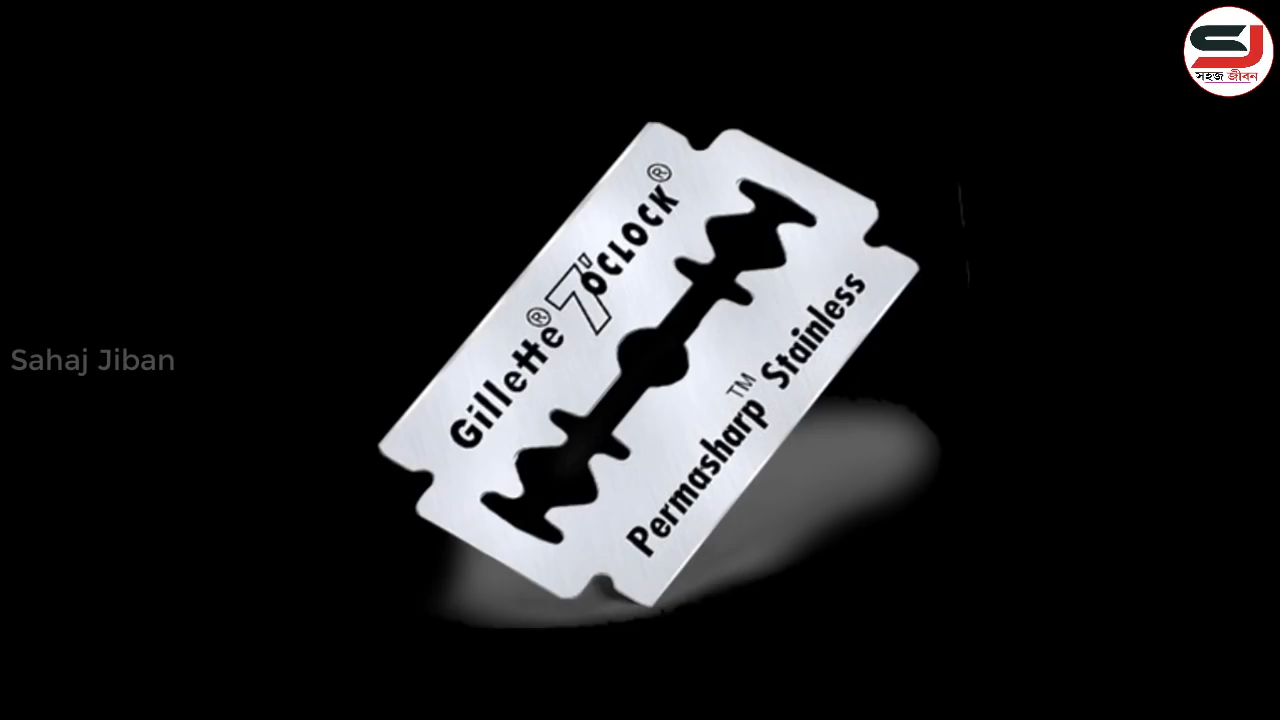 SJ
সহজ জীবন
Gillette® 7 O'CLOCK®
Sahaj Jiban
Permasharp™ Stainless